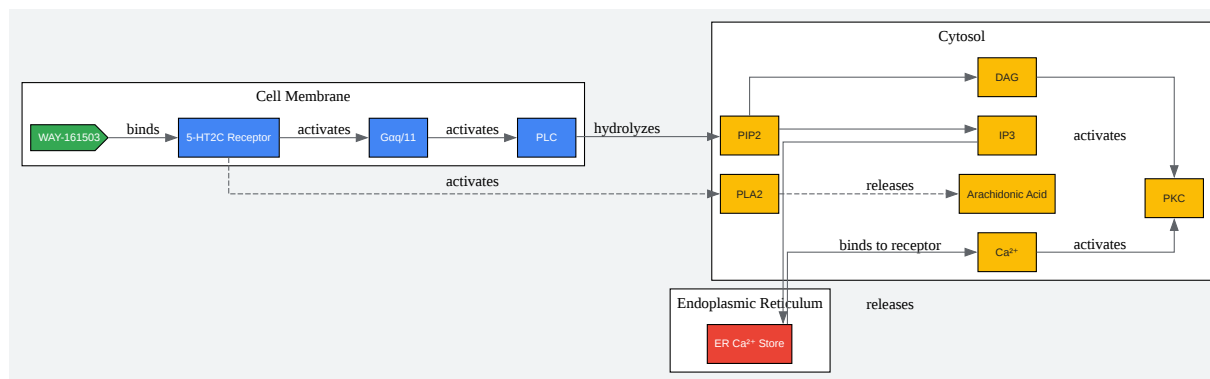 Cytosol
DAG
Cell Membrane
WAY-161503
binds
5-HT2C Receptor
activates
Gαq/11
activates
PLC
hydrolyzes
PIP2
IP3
activates
activates
PLA2
releases
Arachidonic Acid
PKC
binds to receptor
Ca²⁺
activates
Endoplasmic Reticulum
releases
ER Ca²⁺ Store